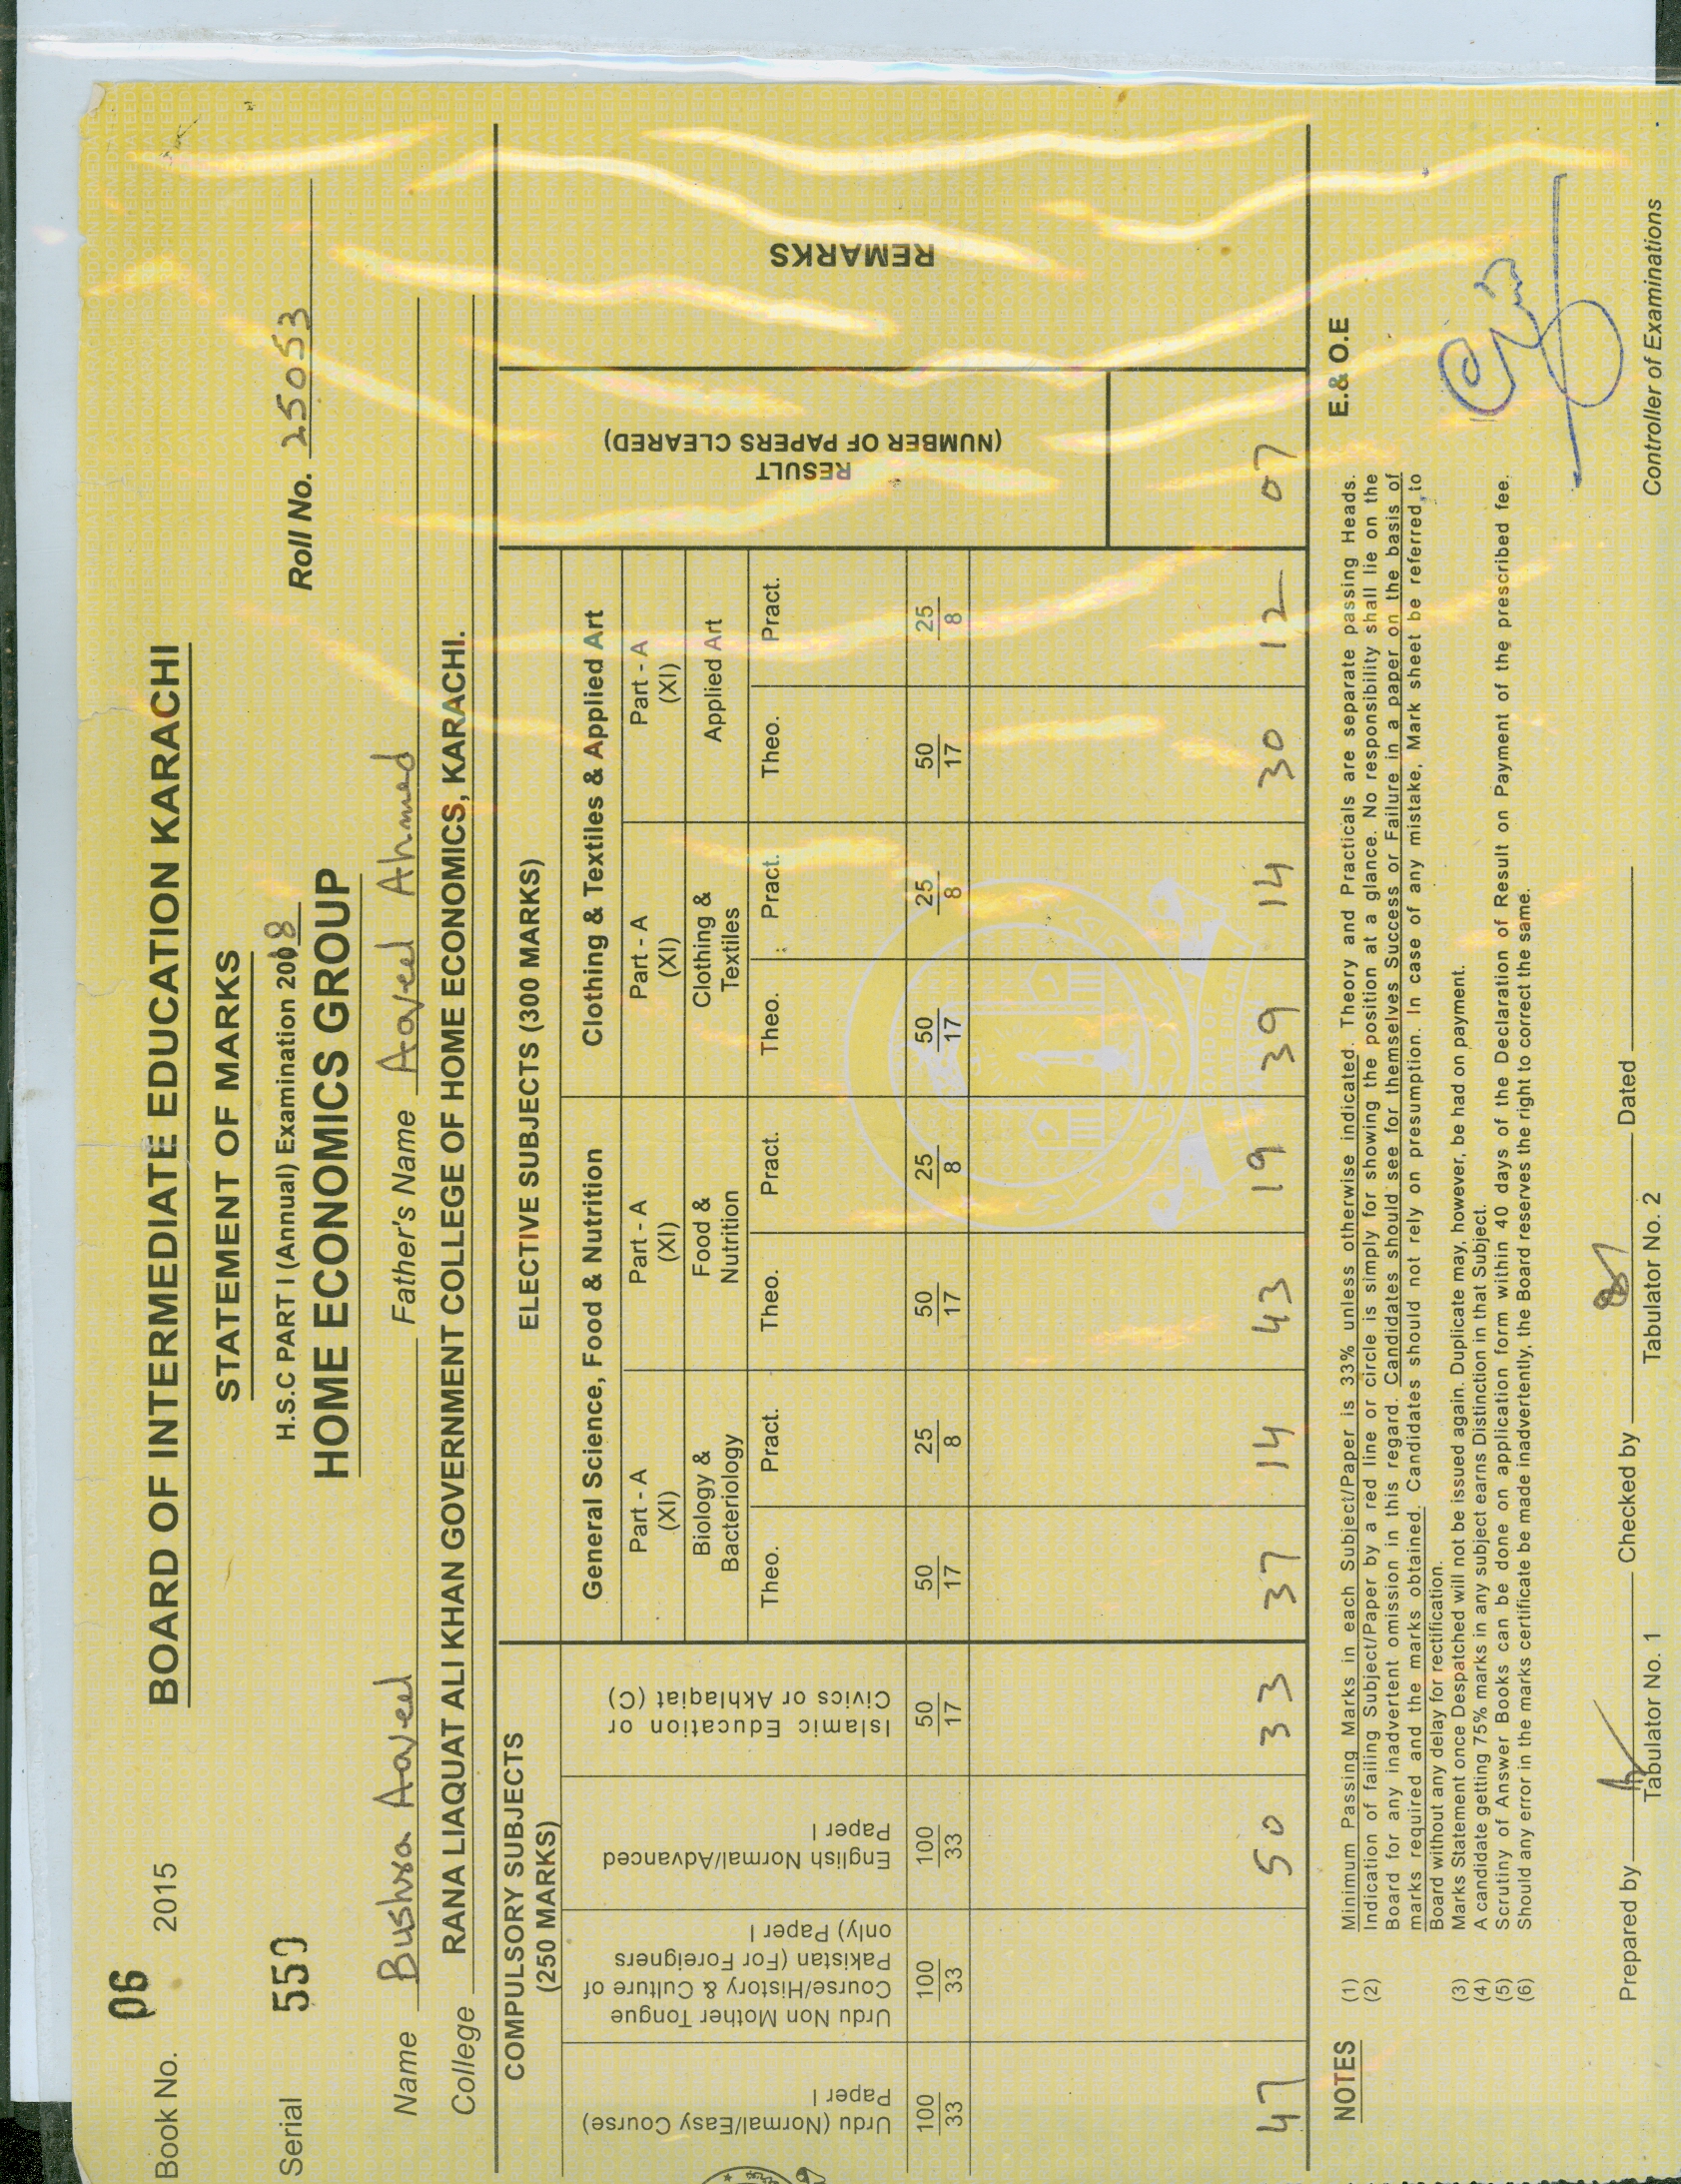 Book No. 06 2015
BOARD OF INTERMEDIATE EDUCATION KARACHI
STATEMENT OF MARKS
Serial 550
H.S.C PART I (Annual) Examination 2008
Roll No. 25053
HOME ECONOMICS GROUP
Name Bushra Aaveel Father's Name Aaveel Ahmed
College RANA LIAQUAT ALI KHAN GOVERNMENT COLLEGE OF HOME ECONOMICS, KARACHI.
COMPULSORY SUBJECTS
(250 MARKS)
ELECTIVE SUBJECTS (300 MARKS)
RESULT
(NUMBER OF PAPERS CLEARED)
REMARKS
Urdu (Normal/Easy Course)
Paper I
Urdu Non Mother Tongue
Course/History & Culture of
Pakistan (For Foreigners
only) Paper I
English Normal/Advanced
Paper I
Islamic Education or
Civics or Akhlaqiat (C)
General Science, Food & Nutrition Clothing & Textiles & Applied Art
Part - A (XI) Part - A (XI) Part - A (XI) Part - A (XI)
Biology & Bacteriology Food & Nutrition Clothing & Textiles Applied Art
Theo. Pract. Theo. Pract. Theo. Pract. Theo. Pract.
100 100 100 50 50 25 50 25 50 25 50 25
33 33 33 17 17 8 17 8 17 8 17 8
47 50 33 37 14 43 19 39 14 30 12 07
E.& O.E
NOTES
(1) Minimum Passing Marks in each Subject/Paper is 33% unless otherwise indicated. Theory and Practicals are separate passing Heads.
(2) Indication of failing Subject/Paper by a red line or circle is simply for showing the position at a glance. No responsibility shall lie on the
Board for any inadvertent omission in this regard. Candidates should see for themselves Success or Failure in a paper on the basis of
marks required and the marks obtained. Candidates should not rely on presumption. In case of any mistake, Mark sheet be referred to
Board without any delay for rectification.
(3) Marks Statement once Despatched will not be issued again. Duplicate may, however, be had on payment.
(4) A candidate getting 75% marks in any subject earns Distinction in that Subject.
(5) Scrutiny of Answer Books can be done on application form within 40 days of the Declaration of Result on Payment of the prescribed fee.
(6) Should any error in the marks certificate be made inadvertently, the Board reserves the right to correct the same.
Prepared by Checked by Dated
Tabulator No. 1 Tabulator No. 2 Controller of Examinations